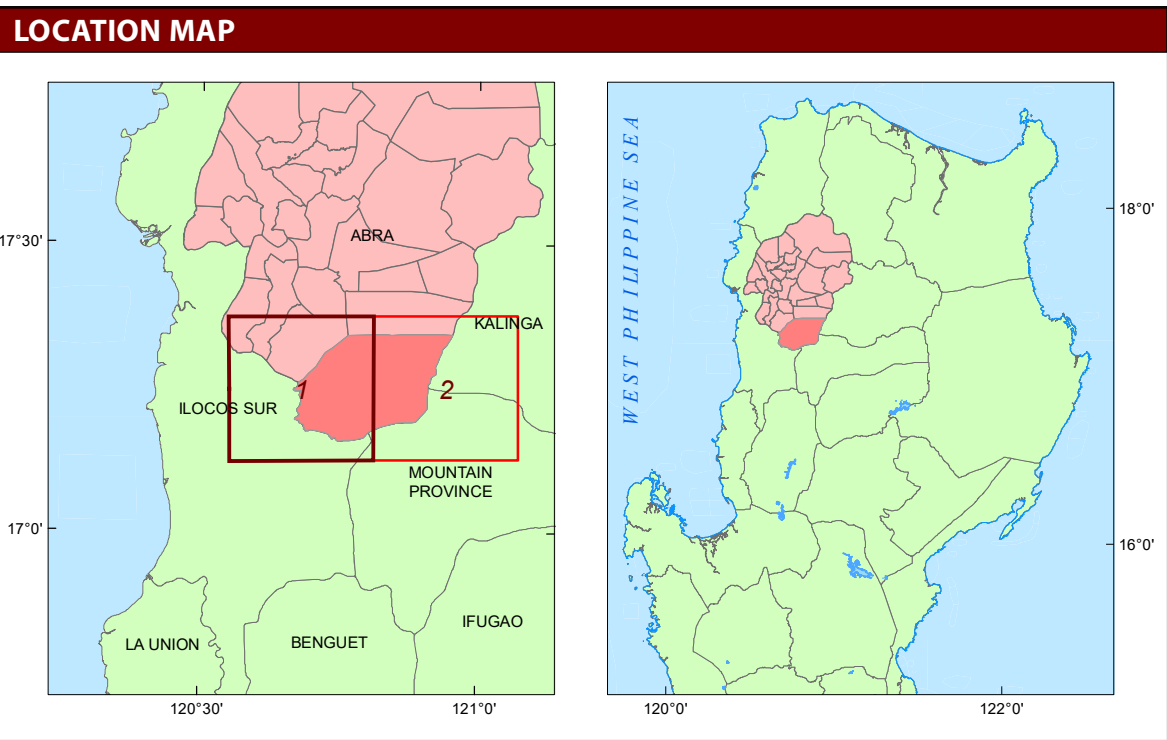 LOCATION MAP
ABRA
17°30'
KALINGA
1
2
ILOCOS SUR
MOUNTAIN
PROVINCE
17°0'
IFUGAO
LA UNION
BENGUET
120°30'
121°0'
WEST PHILIPPINE SEA
18°0'
16°0'
120°0'
122°0'